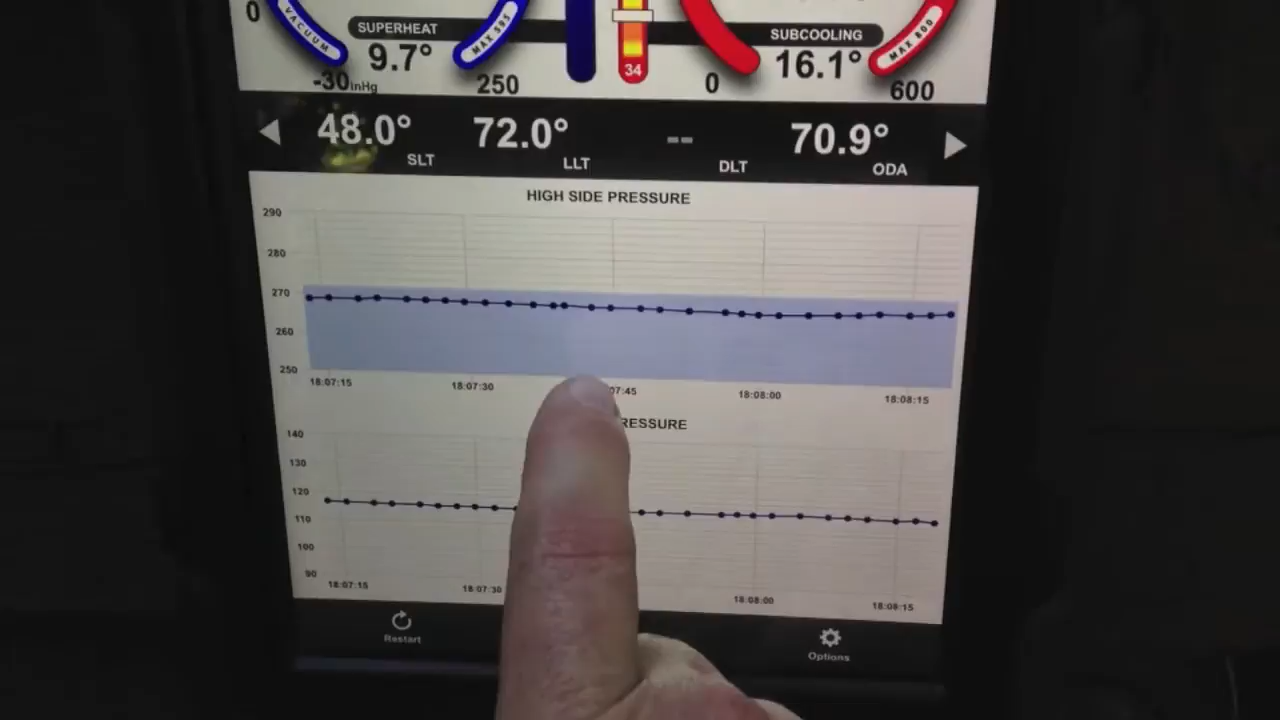 0
VACUUM
-30 inHg
SUPERHEAT
9.7°
MAX 595
250
34
0
SUBCOOLING
16.1°
MAX 800
600
48.0° SLT
72.0° LLT
-- DLT
70.9° ODA
HIGH SIDE PRESSURE
290
280
270
260
250
18:07:15 18:07:30 07:45 18:08:00 18:08:15
RESSURE
140
130
120
110
100
90
18:07:15 18:07:30 18:08:00 18:08:15
Restart
Options